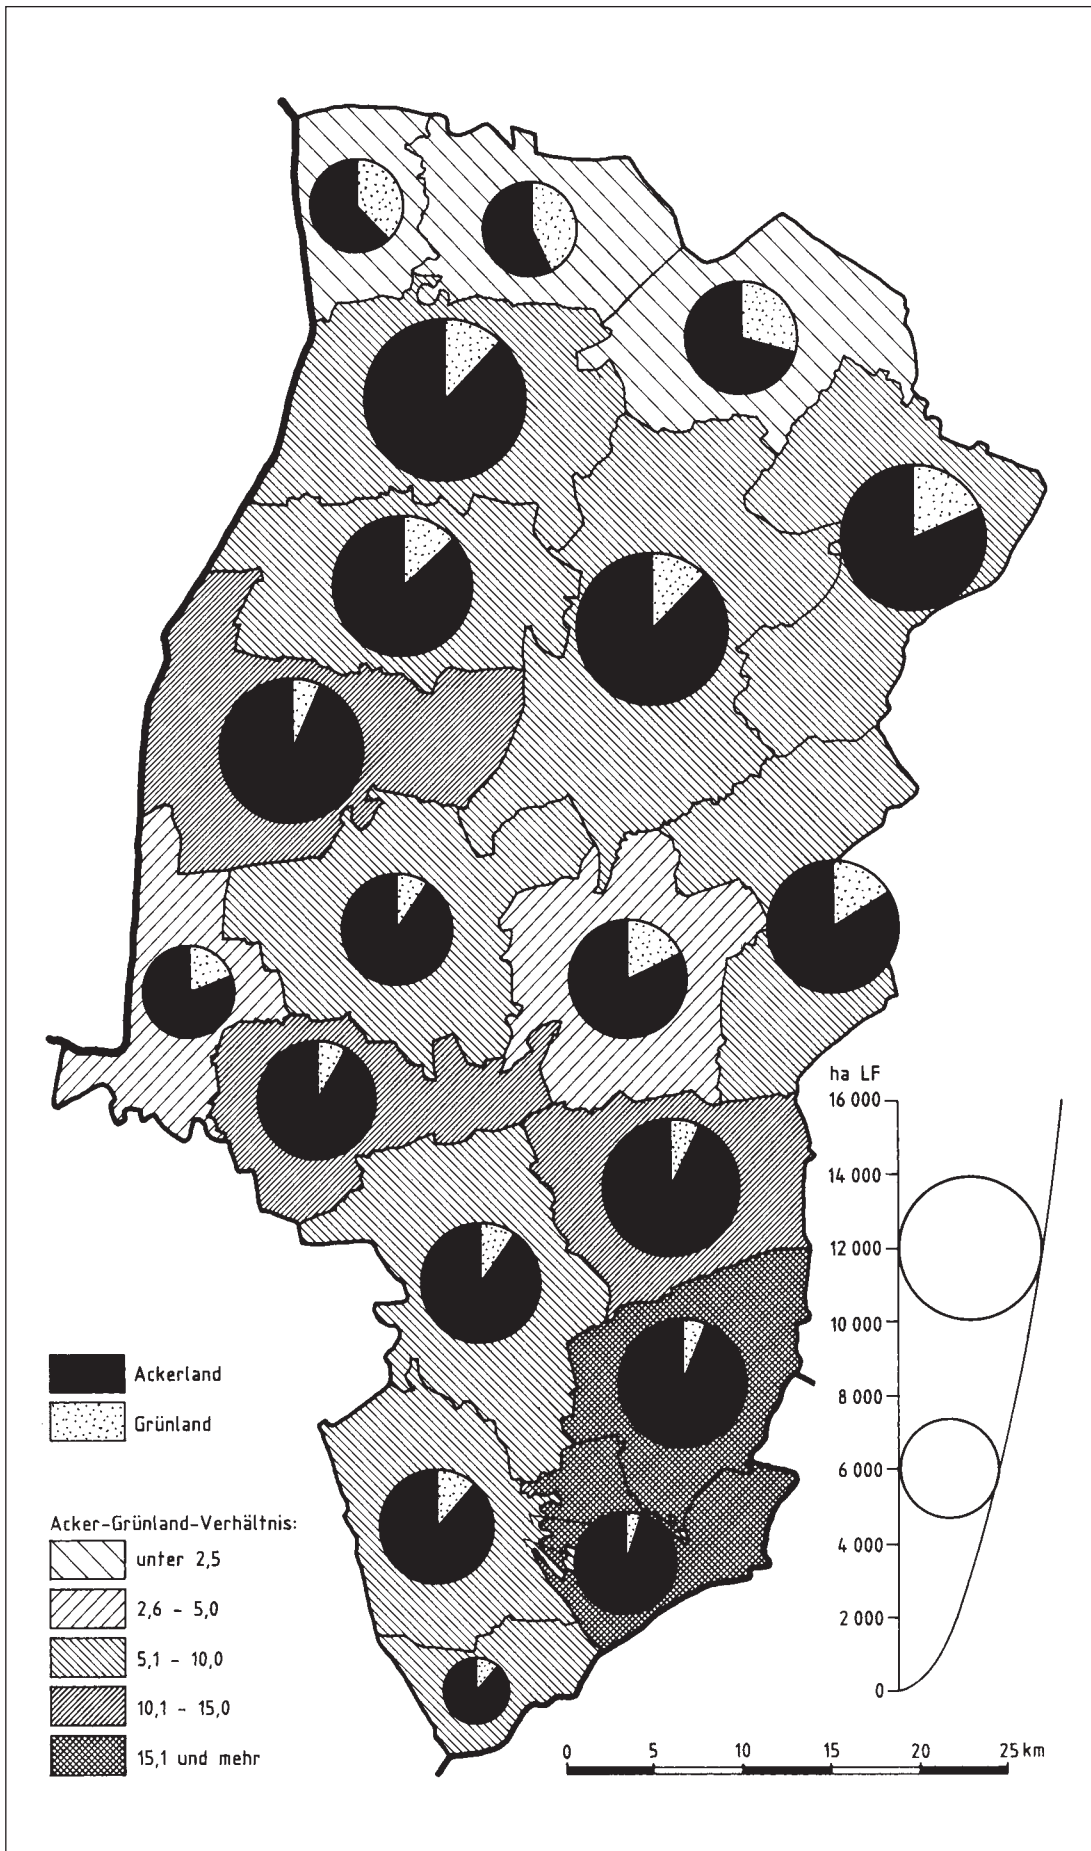 ha LF
16 000
14 000
12 000
10 000
8 000
6 000
4 000
2 000
0
Ackerland
Grünland
Acker-Grünland-Verhältnis:
unter 2,5
2,6 - 5,0
5,1 - 10,0
10,1 - 15,0
15,1 und mehr
0 5 10 15 20 25 km